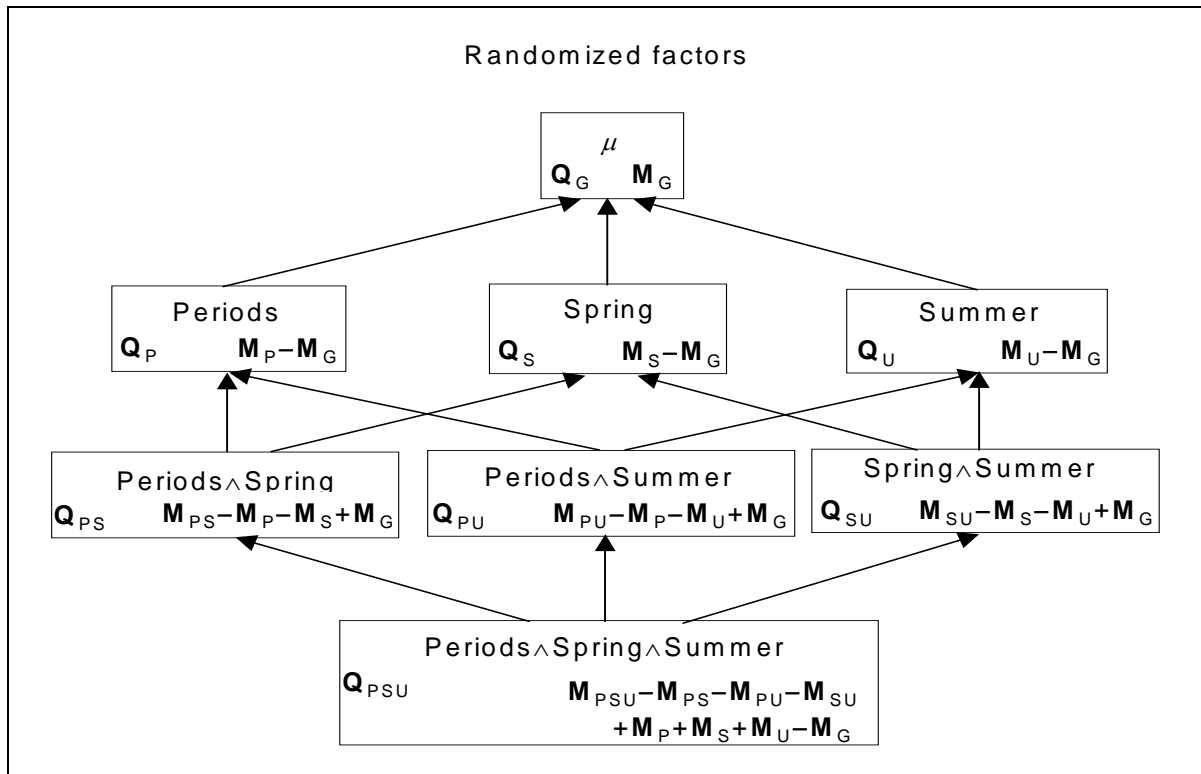 Randomized factors
μ
Q_G M_G
Periods
Q_P M_P−M_G
Spring
Q_S M_S−M_G
Summer
Q_U M_U−M_G
Periods∧Spring
Q_PS M_PS−M_P−M_S+M_G
Periods∧Summer
Q_PU M_PU−M_P−M_U+M_G
Spring∧Summer
Q_SU M_SU−M_S−M_U+M_G
Periods∧Spring∧Summer
Q_PSU M_PSU−M_PS−M_PU−M_SU
+M_P+M_S+M_U−M_G